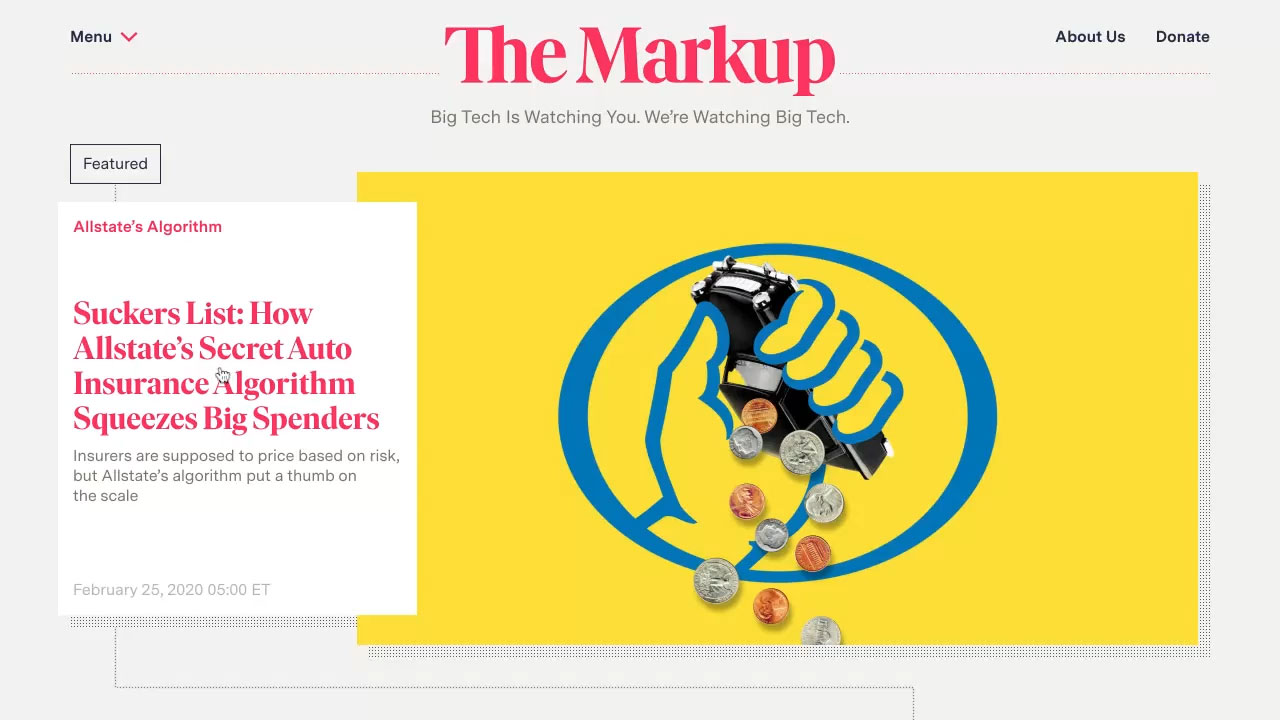 Menu
The Markup
About Us
Donate
Big Tech Is Watching You. We’re Watching Big Tech.
Featured
Allstate’s Algorithm
Suckers List: How
Allstate’s Secret Auto
Insurance Algorithm
Squeezes Big Spenders
Insurers are supposed to price based on risk,
but Allstate’s algorithm put a thumb on
the scale
February 25, 2020 05:00 ET